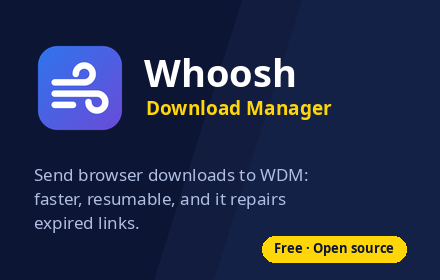 Whoosh
Download Manager
Send browser downloads to WDM:
faster, resumable, and it repairs
expired links.
Free · Open source